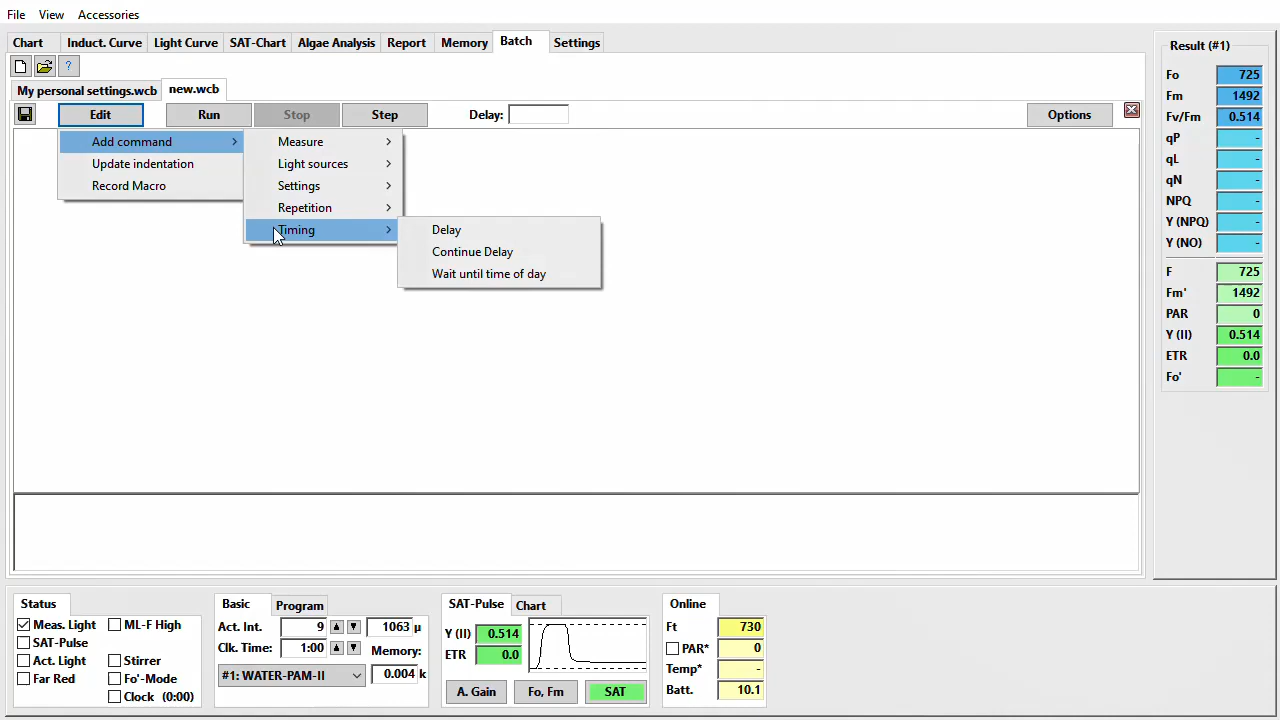 File View Accessories
Chart Induct. Curve Light Curve SAT-Chart Algae Analysis Report Memory Batch Settings
?
My personal settings.wcb new.wcb
Edit Run Stop Step Delay: Options
Add command
Update indentation
Record Macro
Measure
Light sources
Settings
Repetition
Timing
Delay
Continue Delay
Wait until time of day
Result (#1)
Fo 725
Fm 1492
Fv/Fm 0.514
qP -
qL -
qN -
NPQ -
Y (NPQ) -
Y (NO) -
F 725
Fm' 1492
PAR 0
Y (II) 0.514
ETR 0.0
Fo' -
Status
Meas. Light ML-F High
SAT-Pulse
Act. Light Stirrer
Far Red Fo'-Mode
Clock (0:00)
Basic Program
Act. Int. 9 1063 µ
Clk. Time: 1:00 Memory:
#1: WATER-PAM-II 0.004 k
SAT-Pulse Chart
Y (II) 0.514
ETR 0.0
A. Gain Fo, Fm SAT
Online
Ft 730
PAR* 0
Temp* -
Batt. 10.1